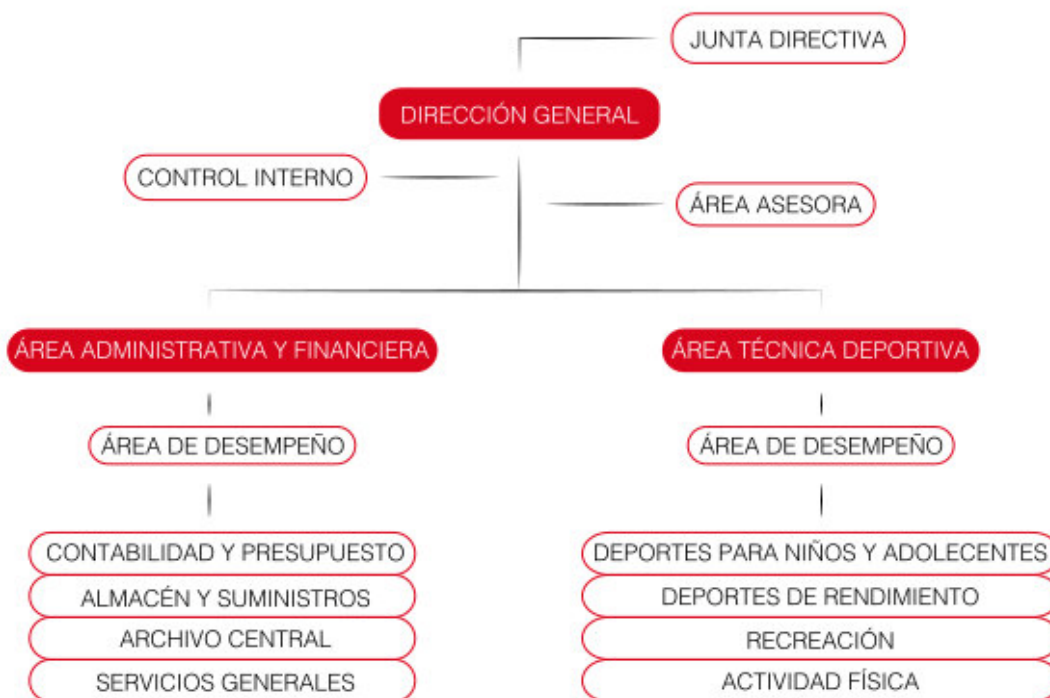 JUNTA DIRECTIVA
DIRECCIÓN GENERAL
CONTROL INTERNO
ÁREA ASESORA
ÁREA ADMINISTRATIVA Y FINANCIERA
ÁREA DE DESEMPEÑO
CONTABILIDAD Y PRESUPUESTO
ALMACÉN Y SUMINISTROS
ARCHIVO CENTRAL
SERVICIOS GENERALES
ÁREA TÉCNICA DEPORTIVA
ÁREA DE DESEMPEÑO
DEPORTES PARA NIÑOS Y ADOLECENTES
DEPORTES DE RENDIMIENTO
RECREACIÓN
ACTIVIDAD FÍSICA